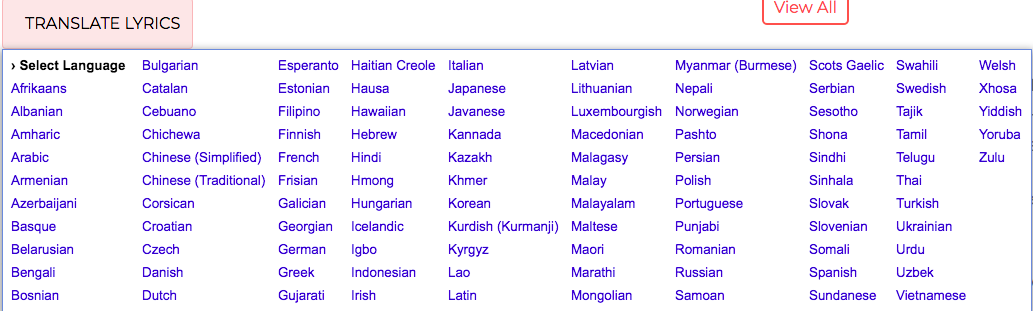 View All
TRANSLATE LYRICS
› Select Language Bulgarian Esperanto Haitian Creole Italian Latvian Myanmar (Burmese) Scots Gaelic Swahili Welsh
Afrikaans Catalan Estonian Hausa Japanese Lithuanian Nepali Serbian Swedish Xhosa
Albanian Cebuano Filipino Hawaiian Javanese Luxembourgish Norwegian Sesotho Tajik Yiddish
Amharic Chichewa Finnish Hebrew Kannada Macedonian Pashto Shona Tamil Yoruba
Arabic Chinese (Simplified) French Hindi Kazakh Malagasy Persian Sindhi Telugu Zulu
Armenian Chinese (Traditional) Frisian Hmong Khmer Malay Polish Sinhala Thai
Azerbaijani Corsican Galician Hungarian Korean Malayalam Portuguese Slovak Turkish
Basque Croatian Georgian Icelandic Kurdish (Kurmanji) Maltese Punjabi Slovenian Ukrainian
Belarusian Czech German Igbo Kyrgyz Maori Romanian Somali Urdu
Bengali Danish Greek Indonesian Lao Marathi Russian Spanish Uzbek
Bosnian Dutch Gujarati Irish Latin Mongolian Samoan Sundanese Vietnamese